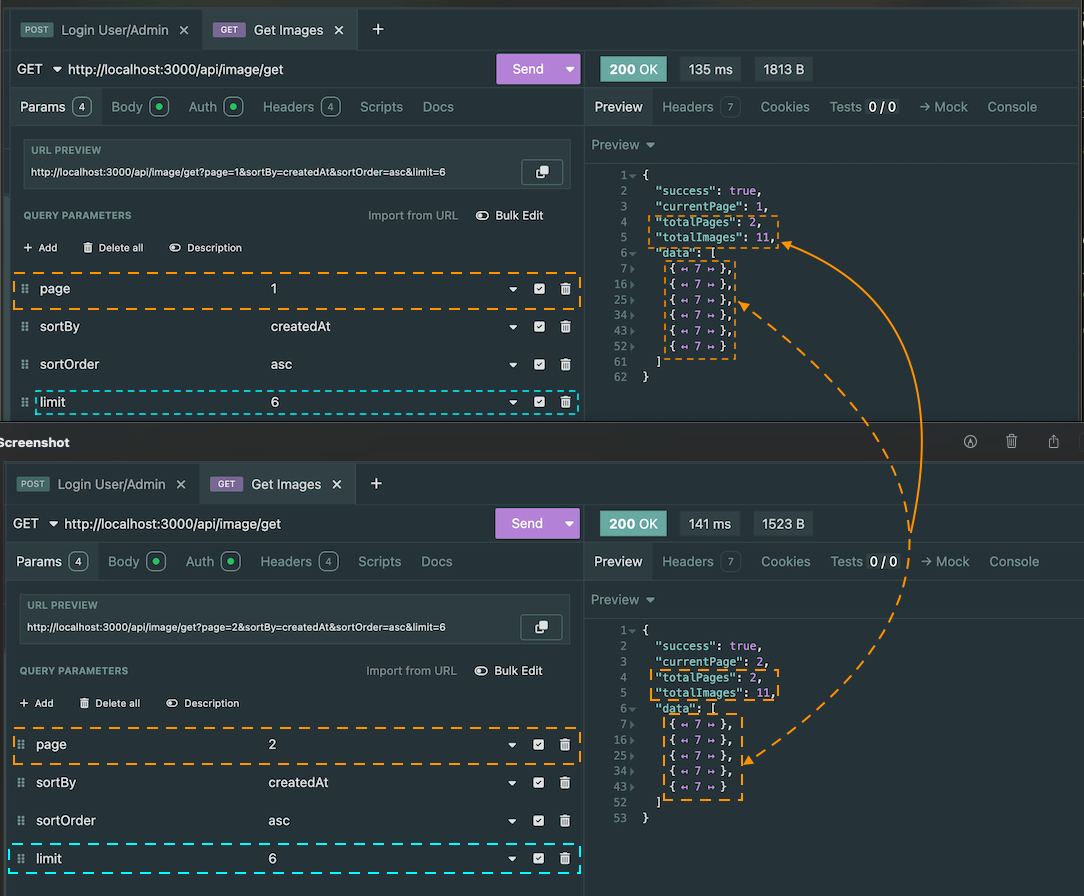 POST Login User/Admin × GET Get Images × +
GET http://localhost:3000/api/image/get Send 200 OK 135 ms 1813 B
Params 4 Body Auth Headers 4 Scripts Docs Preview Headers 7 Cookies Tests 0 / 0 → Mock Console
URL PREVIEW
http://localhost:3000/api/image/get?page=1&sortBy=createdAt&sortOrder=asc&limit=6
QUERY PARAMETERS Import from URL Bulk Edit
+ Add Delete all Description
page 1
sortBy createdAt
sortOrder asc
limit 6
Preview
1 {
2 "success": true,
3 "currentPage": 1,
4 "totalPages": 2,
5 "totalImages": 11,
6 "data": [
7 { ↤ 7 ↦ },
16 { ↤ 7 ↦ },
25 { ↤ 7 ↦ },
34 { ↤ 7 ↦ },
43 { ↤ 7 ↦ },
52 { ↤ 7 ↦ }
61 ]
62 }
Screenshot
POST Login User/Admin × GET Get Images × +
GET http://localhost:3000/api/image/get Send 200 OK 141 ms 1523 B
Params 4 Body Auth Headers 4 Scripts Docs Preview Headers 7 Cookies Tests 0 / 0 → Mock Console
URL PREVIEW
http://localhost:3000/api/image/get?page=2&sortBy=createdAt&sortOrder=asc&limit=6
QUERY PARAMETERS Import from URL Bulk Edit
+ Add Delete all Description
page 2
sortBy createdAt
sortOrder asc
limit 6
Preview
1 {
2 "success": true,
3 "currentPage": 2,
4 "totalPages": 2,
5 "totalImages": 11,
6 "data": [
7 { ↤ 7 ↦ },
16 { ↤ 7 ↦ },
25 { ↤ 7 ↦ },
34 { ↤ 7 ↦ },
43 { ↤ 7 ↦ }
52 ]
53 }